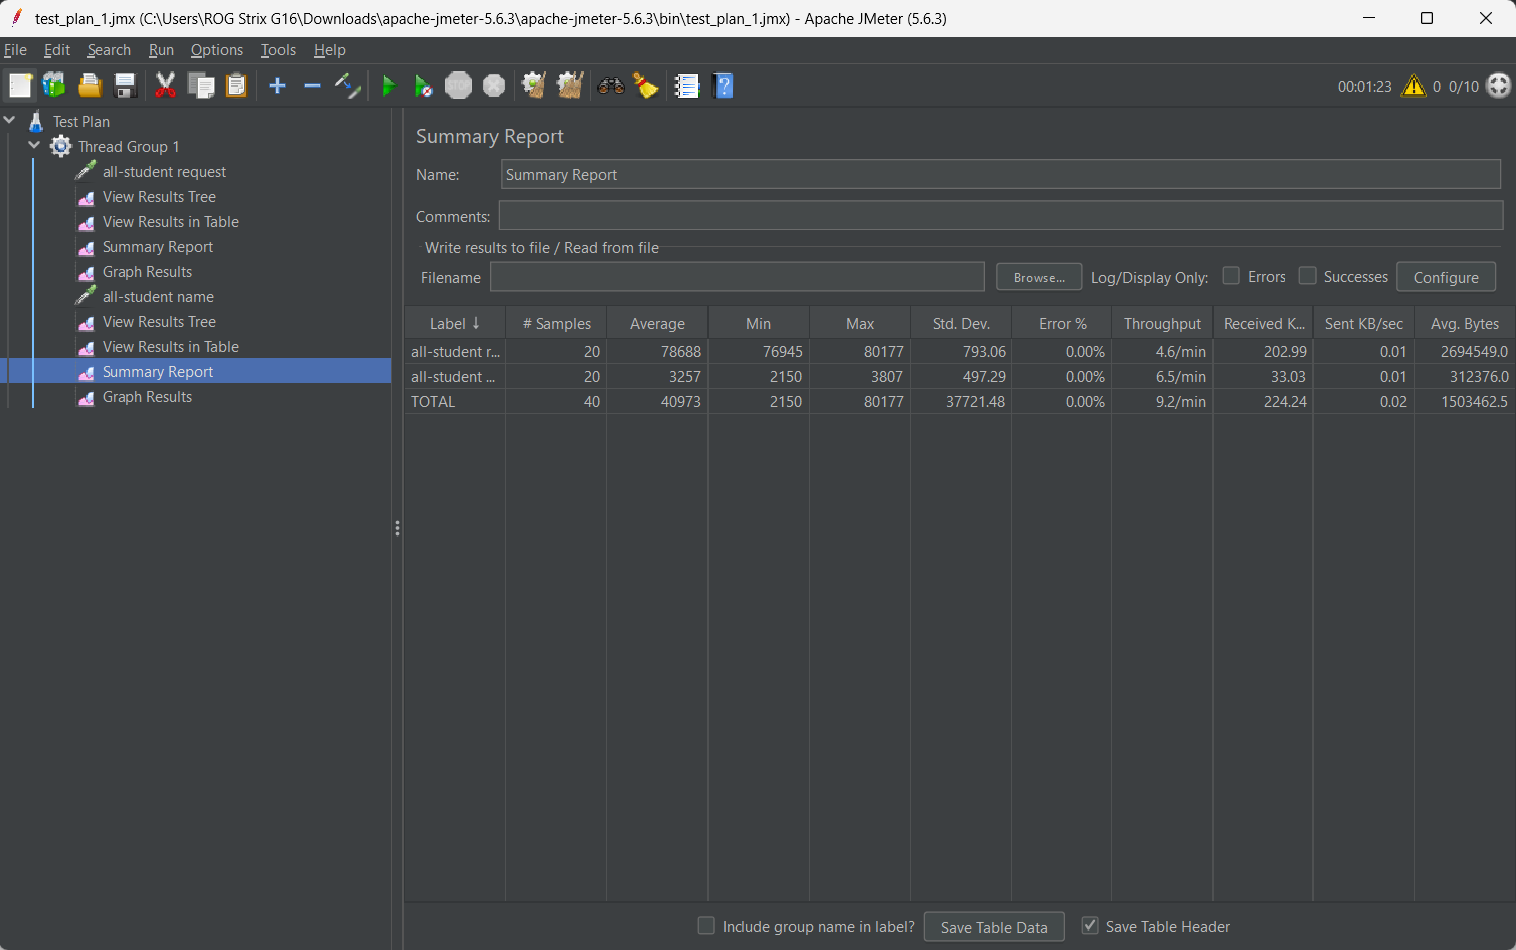 test_plan_1.jmx (C:\Users\ROG Strix G16\Downloads\apache-jmeter-5.6.3\apache-jmeter-5.6.3\bin\test_plan_1.jmx) - Apache JMeter (5.6.3)
File Edit Search Run Options Tools Help
STOP
?
00:01:23 0 0/10
Test Plan
Thread Group 1
all-student request
View Results Tree
View Results in Table
Summary Report
Graph Results
all-student name
View Results Tree
View Results in Table
Summary Report
Graph Results
Summary Report
Name: Summary Report
Comments:
Write results to file / Read from file
Filename Browse... Log/Display Only: Errors Successes Configure
Label ↓ # Samples Average Min Max Std. Dev. Error % Throughput Received K... Sent KB/sec Avg. Bytes
all-student r... 20 78688 76945 80177 793.06 0.00% 4.6/min 202.99 0.01 2694549.0
all-student ... 20 3257 2150 3807 497.29 0.00% 6.5/min 33.03 0.01 312376.0
TOTAL 40 40973 2150 80177 37721.48 0.00% 9.2/min 224.24 0.02 1503462.5
Include group name in label? Save Table Data Save Table Header